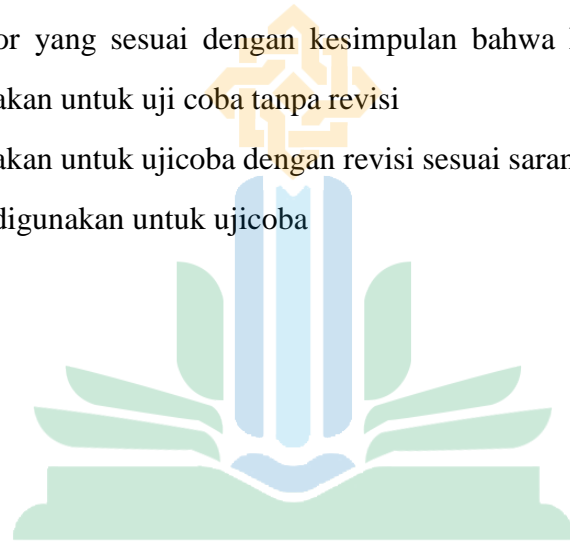 or yang sesuai dengan kesimpulan bahwa
akan untuk uji coba tanpa revisi
akan untuk ujicoba dengan revisi sesuai saran
digunakan untuk ujicoba